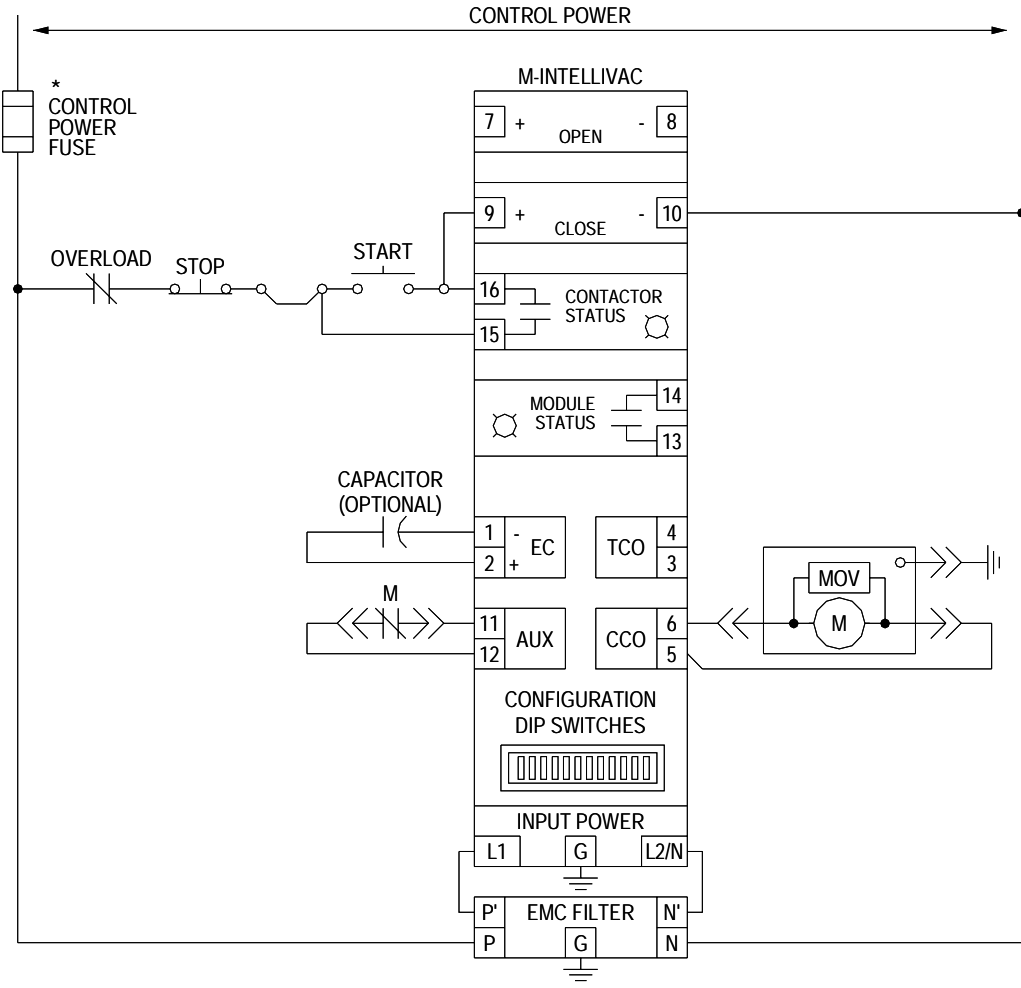 CONTROL POWER
*
CONTROL
POWER
FUSE
M-INTELLIVAC
7 + - 8
OPEN
9 + - 10
CLOSE
OVERLOAD
STOP
START
16
CONTACTOR
STATUS
15
14
MODULE
STATUS
13
CAPACITOR
(OPTIONAL)
1 -
EC
2 +
TCO
4
3
MOV
M
11
AUX
12
CCO
6
5
M
CONFIGURATION
DIP SWITCHES
INPUT POWER
L1 G L2/N
P' EMC FILTER N'
P G N